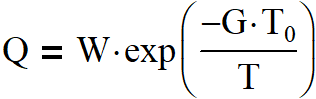 Q = W·exp(−G·T₀ / T)